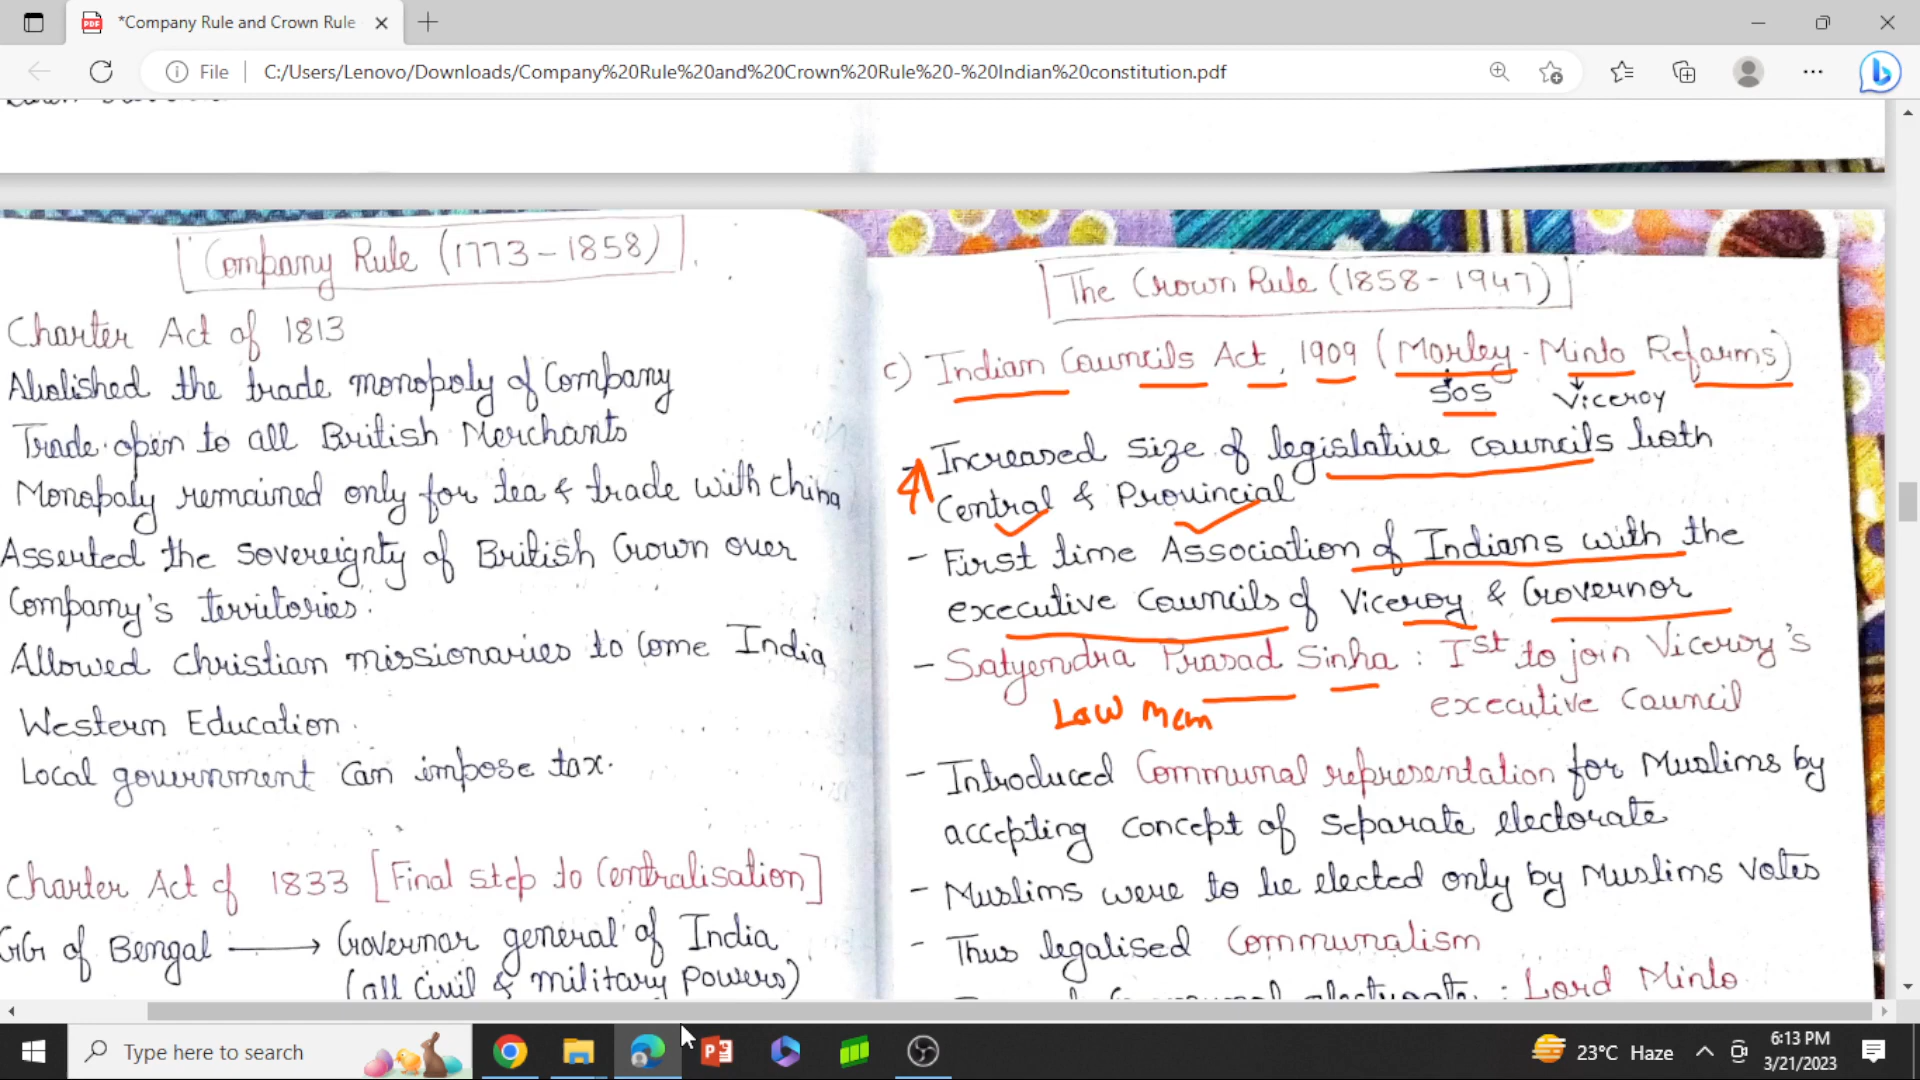 *Company Rule and Crown Rule
File
C:/Users/Lenovo/Downloads/Company%20Rule%20and%20Crown%20Rule%20-%20Indian%20constitution.pdf
Company Rule (1773-1858)
Charter Act of 1813
Abolished the trade monopoly of Company
Trade open to all British Merchants
Monopoly remained only for tea & trade with China
Asserted the Sovereignty of British Crown over
Company's territories.
Allowed Christian missionaries to come India
Western Education.
Local government can impose tax.
Charter Act of 1833 [Final step to Centralisation]
GG of Bengal → Governor general of India
(all civil & military powers)
The Crown Rule (1858-1947)
c) Indian Councils Act, 1909 (Morley-Minto Reforms)
SOS Viceroy
- Increased size of legislative councils both
Central & Provincial
- First time Association of Indians with the
executive Councils of Viceroy & Governor
- Satyendra Prasad Sinha : Ist to join Viceroy's
executive Council
Law mem
- Introduced Communal representation for Muslims by
accepting concept of separate electorate
- Muslims were to be elected only by Muslims votes
- Thus legalised Communalism
: Lord Minto
Type here to search
23°C Haze
6:13 PM
3/21/2023